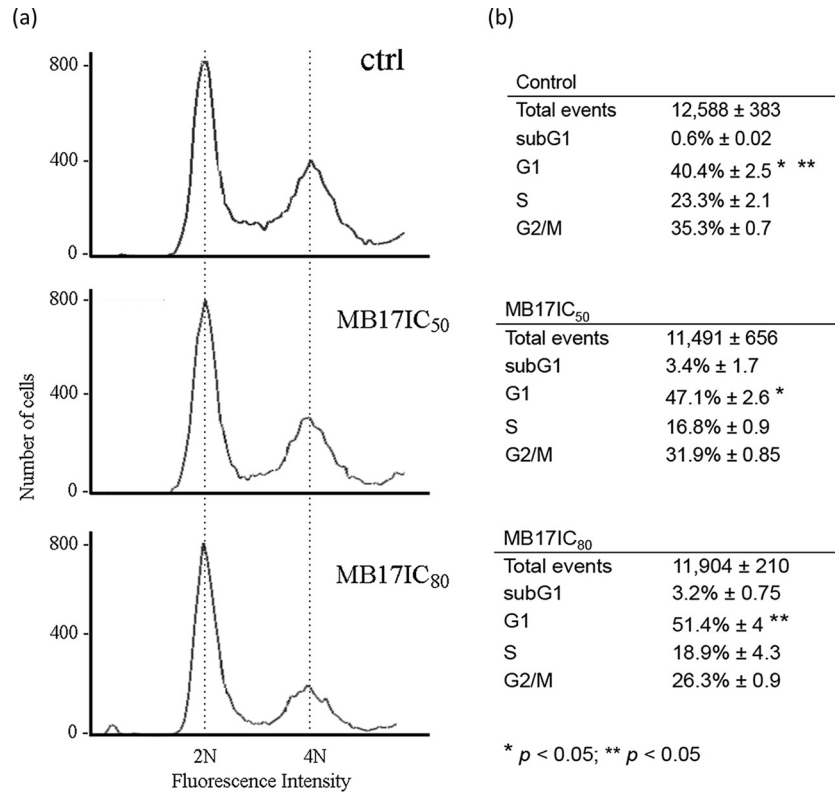 (a)
ctrl
800 -
400 -
0 -
MB17IC50
800 -
400 -
0 -
MB17IC80
800 -
400 -
0 -
Number of cells
2N 4N
Fluorescence Intensity
(b)
Control
Total events 12,588 ± 383
subG1 0.6% ± 0.02
G1 40.4% ± 2.5 * **
S 23.3% ± 2.1
G2/M 35.3% ± 0.7
MB17IC50
Total events 11,491 ± 656
subG1 3.4% ± 1.7
G1 47.1% ± 2.6 *
S 16.8% ± 0.9
G2/M 31.9% ± 0.85
MB17IC80
Total events 11,904 ± 210
subG1 3.2% ± 0.75
G1 51.4% ± 4 **
S 18.9% ± 4.3
G2/M 26.3% ± 0.9
* p < 0.05; ** p < 0.05